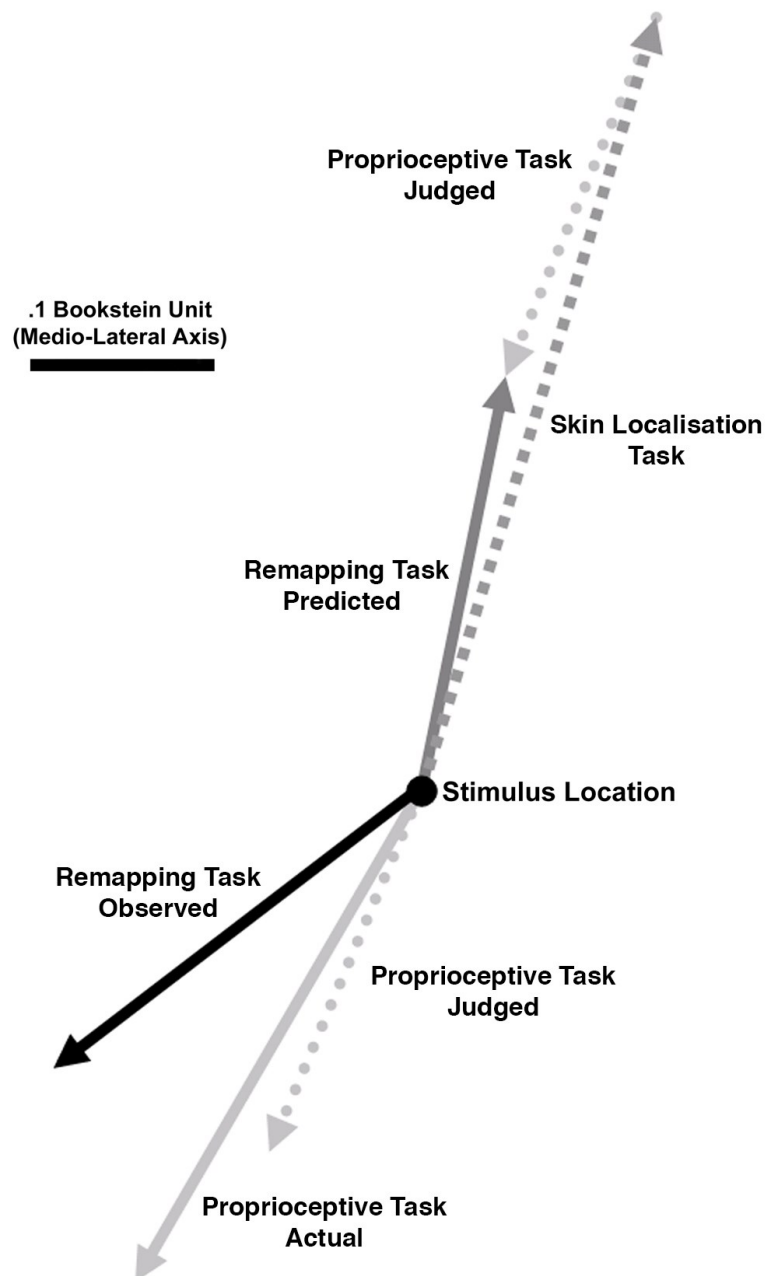 Proprioceptive Task
Judged
.1 Bookstein Unit
(Medio-Lateral Axis)
Skin Localisation
Task
Remapping Task
Predicted
Stimulus Location
Remapping Task
Observed
Proprioceptive Task
Judged
Proprioceptive Task
Actual